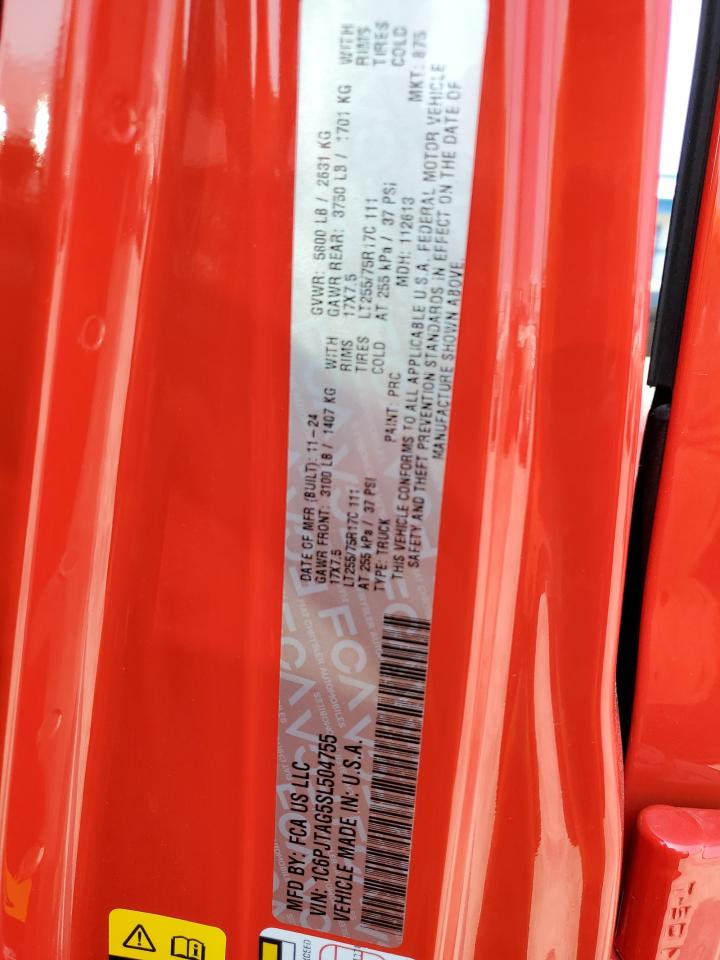 MFD BY: FCA US LLC
VIN: 1C6PJTAG5SL504755
VEHICLE MADE IN: U.S.A.
DATE OF MFR (BUILT): 11-24 GVWR: 5800 LB / 2631 KG
GAWR FRONT: 3100 LB / 1407 KG WITH GAWR REAR: 3750 LB / 1701 KG WITH
17X7.5 RIMS 17X7.5 RIMS
LT255/75R17C 111 TIRES LT255/75R17C 111 TIRES
AT 255 kPa / 37 PSI COLD AT 255 kPa / 37 PSI COLD
TYPE: TRUCK PAINT: PRC MDH: 112613 MKT: 875
THIS VEHICLE CONFORMS TO ALL APPLICABLE U.S.A. FEDERAL MOTOR VEHICLE
SAFETY AND THEFT PREVENTION STANDARDS IN EFFECT ON THE DATE OF
MANUFACTURE SHOWN ABOVE.